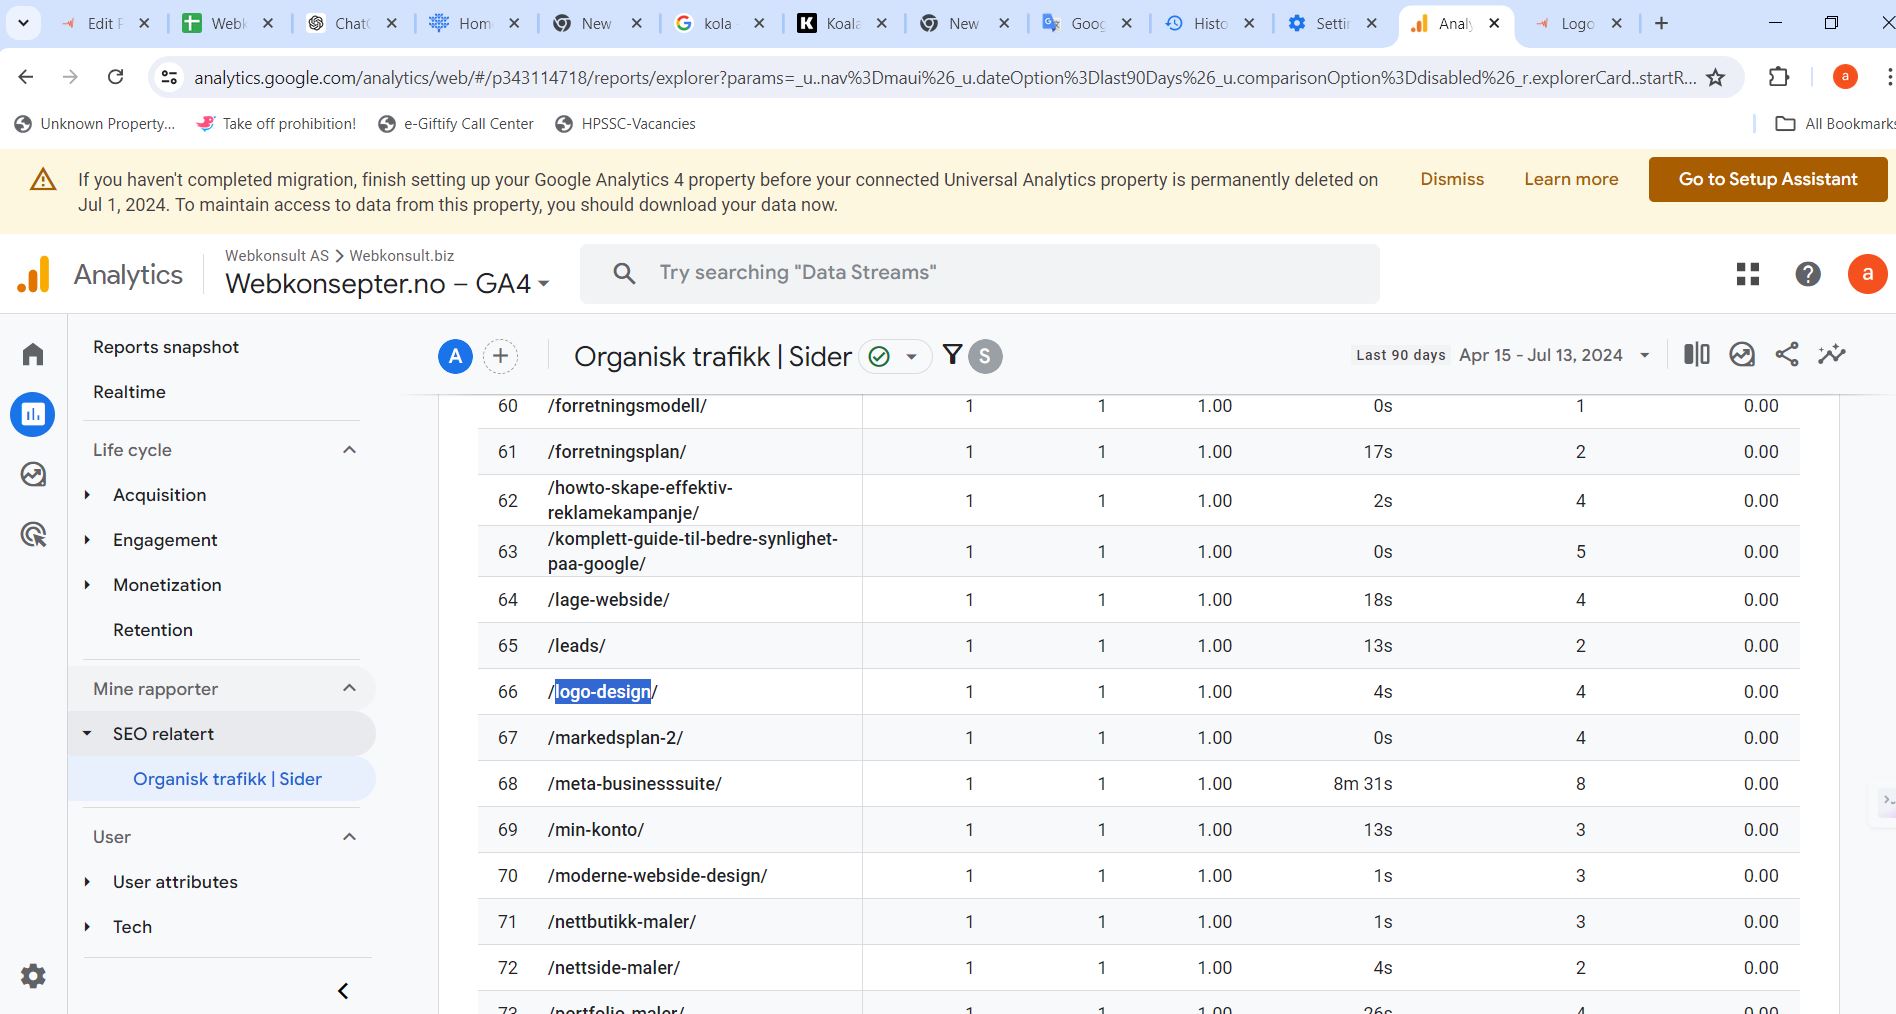 Edit F
Webk
Chat
Hom
New
kola
Koala
New
Goog
Histo
Settin
Analy
Logo
analytics.google.com/analytics/web/#/p343114718/reports/explorer?params=_u..nav%3Dmaui%26_u.dateOption%3Dlast90Days%26_u.comparisonOption%3Ddisabled%26_r.explorerCard..startR...
a
Unknown Property...
Take off prohibition!
e-Giftify Call Center
HPSSC-Vacancies
All Bookmarks
If you haven't completed migration, finish setting up your Google Analytics 4 property before your connected Universal Analytics property is permanently deleted on
Jul 1, 2024. To maintain access to data from this property, you should download your data now.
Dismiss
Learn more
Go to Setup Assistant
Analytics
Webkonsult AS > Webkonsult.biz
Webkonsepter.no – GA4
Try searching "Data Streams"
a
Reports snapshot
Realtime
Life cycle
Acquisition
Engagement
Monetization
Retention
Mine rapporter
SEO relatert
Organisk trafikk | Sider
User
User attributes
Tech
A
Organisk trafikk | Sider
S
Last 90 days Apr 15 - Jul 13, 2024
60 /forretningsmodell/ 1 1 1.00 0s 1 0.00
61 /forretningsplan/ 1 1 1.00 17s 2 0.00
62 /howto-skape-effektiv-
reklamekampanje/ 1 1 1.00 2s 4 0.00
63 /komplett-guide-til-bedre-synlighet-
paa-google/ 1 1 1.00 0s 5 0.00
64 /lage-webside/ 1 1 1.00 18s 4 0.00
65 /leads/ 1 1 1.00 13s 2 0.00
66 /logo-design/ 1 1 1.00 4s 4 0.00
67 /markedsplan-2/ 1 1 1.00 0s 4 0.00
68 /meta-businesssuite/ 1 1 1.00 8m 31s 8 0.00
69 /min-konto/ 1 1 1.00 13s 3 0.00
70 /moderne-webside-design/ 1 1 1.00 1s 3 0.00
71 /nettbutikk-maler/ 1 1 1.00 1s 3 0.00
72 /nettside-maler/ 1 1 1.00 4s 2 0.00
73 /portfolio-maler/ 1 1 1.00 26s 4 0.00